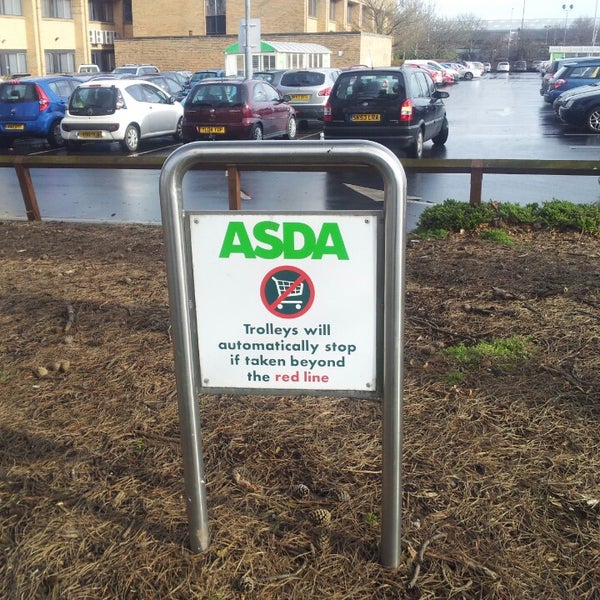 ASDA
Trolleys will
automatically stop
if taken beyond
the red line